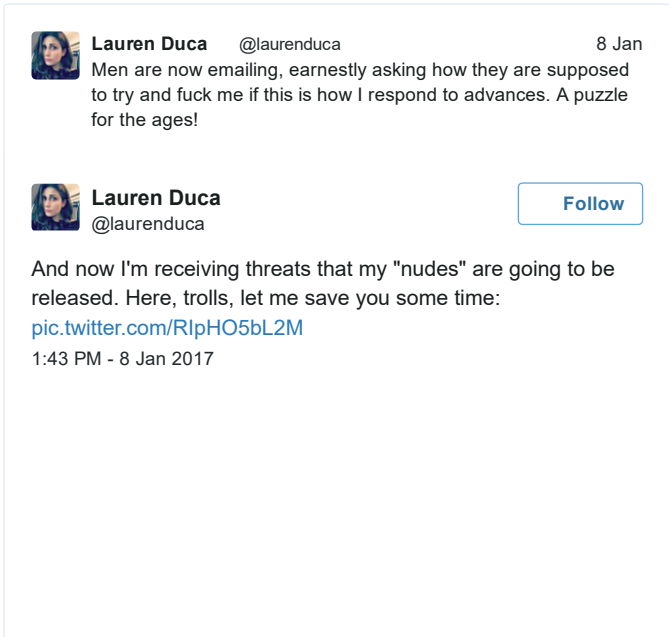 Lauren Duca @laurenduca 8 Jan
Men are now emailing, earnestly asking how they are supposed
to try and fuck me if this is how I respond to advances. A puzzle
for the ages!
Lauren Duca
@laurenduca
Follow
And now I'm receiving threats that my "nudes" are going to be
released. Here, trolls, let me save you some time:
pic.twitter.com/RIpHO5bL2M
1:43 PM - 8 Jan 2017